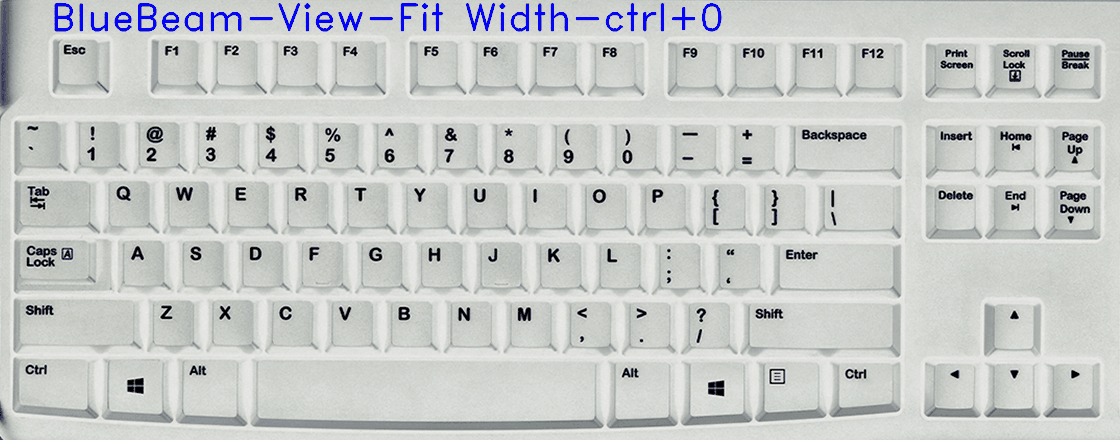 BlueBeam-View-Fit Width-ctrl+0
Esc F1 F2 F3 F4 F5 F6 F7 F8 F9 F10 F11 F12 Print Screen Scroll Lock Pause Break
~ ! @ # $ % ^ & * ( ) — +
` 1 2 3 4 5 6 7 8 9 0 – = Backspace Insert Home Page Up
Tab Q W E R T Y U I O P { } |
[ ] \ Delete End Page Down
Caps Lock A A S D F G H J K L : “ Enter
; ‘
Shift Z X C V B N M < > ? Shift
, . /
Ctrl Alt Alt Ctrl